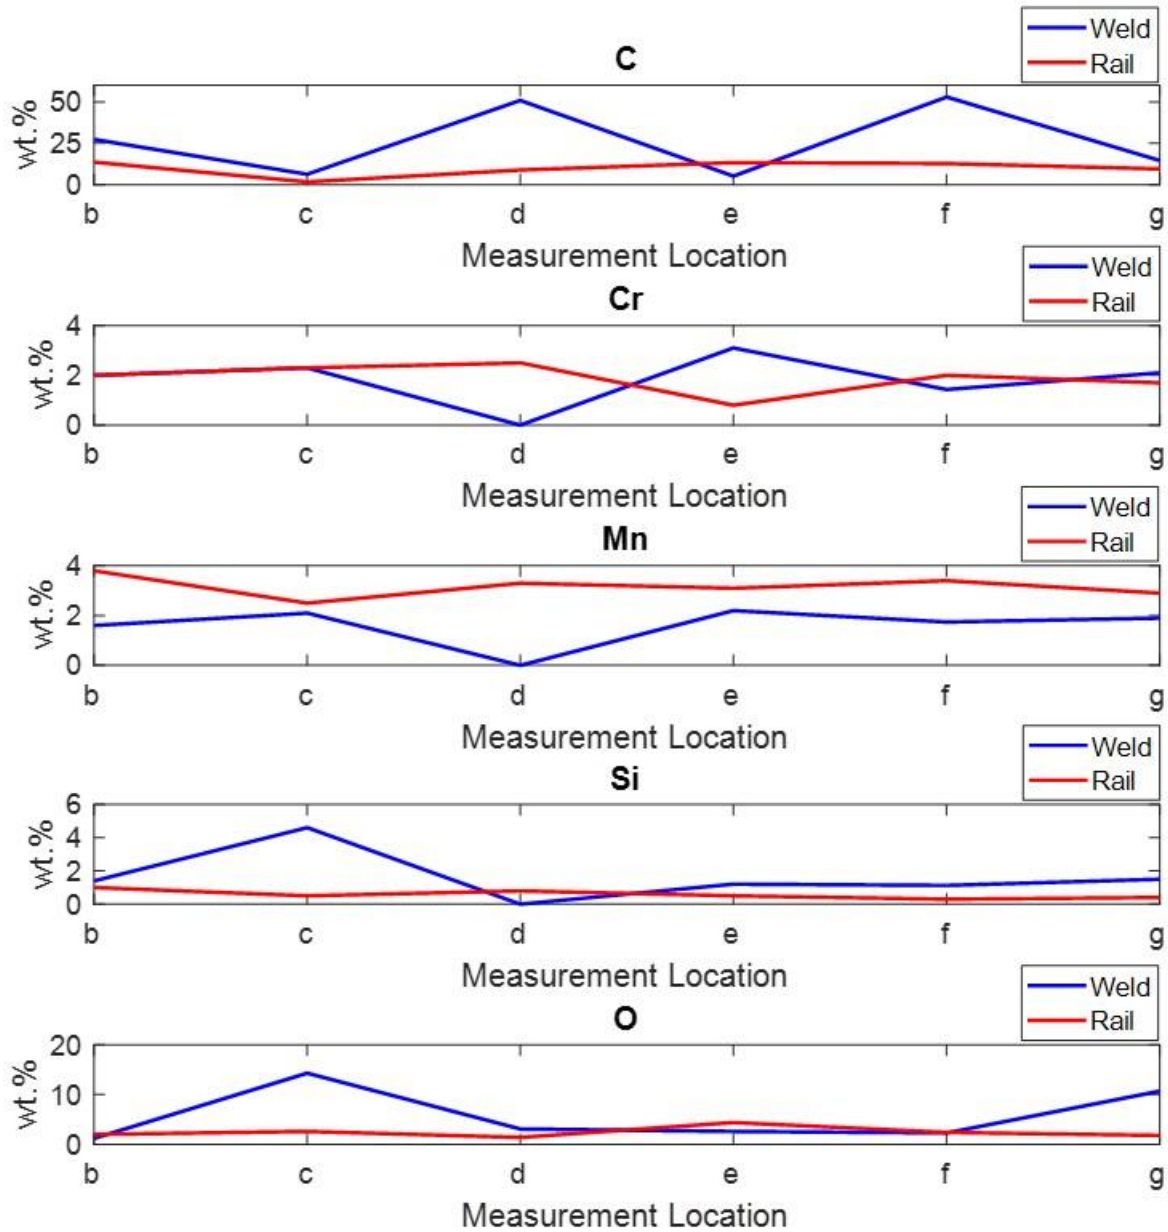 Weld
Rail
C
wt.%
50
25
0
b c d e f g
Measurement Location
Weld
Rail
Cr
wt.%
4
2
0
b c d e f g
Measurement Location
Weld
Rail
Mn
wt.%
4
2
0
b c d e f g
Measurement Location
Weld
Rail
Si
wt.%
6
4
2
0
b c d e f g
Measurement Location
Weld
Rail
O
wt.%
20
10
0
b c d e f g
Measurement Location